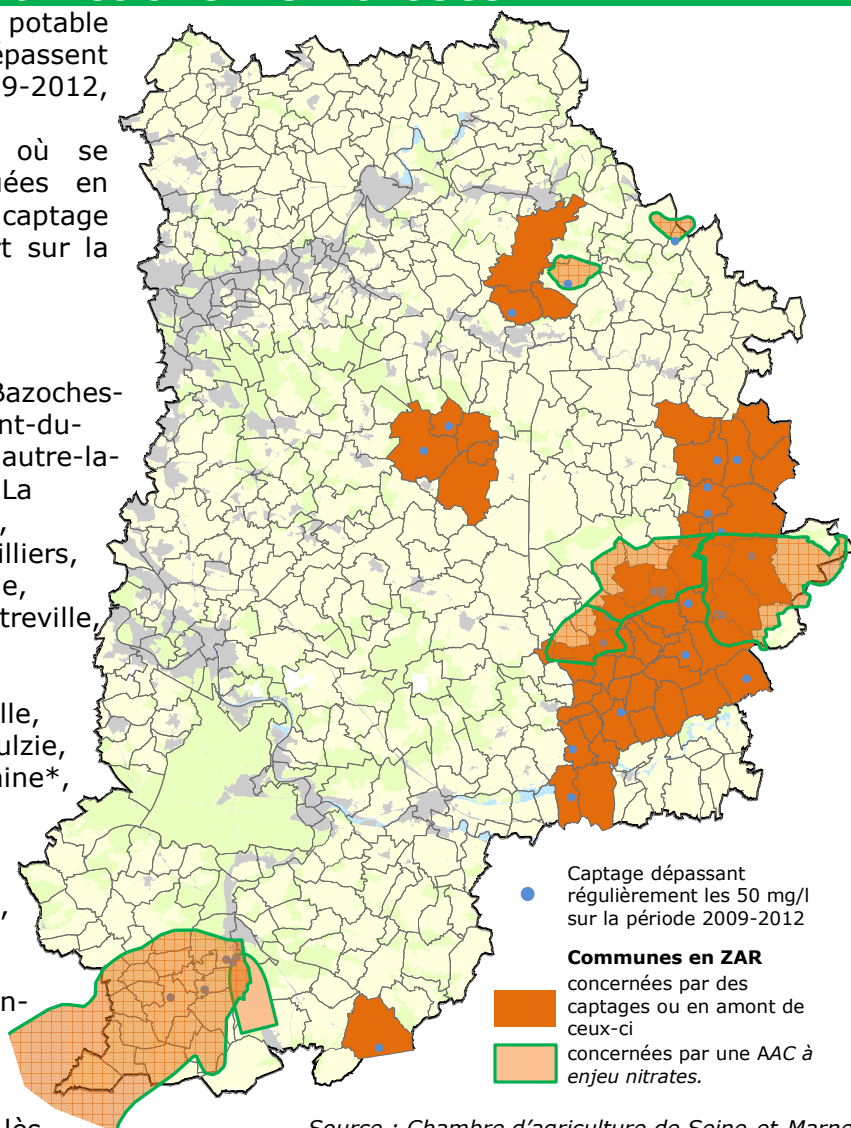 potable
épassent
9-2012,
où se
uées en
captage
t sur la
Bazoches-
nt-du-
autre-la-
La
,
illiers,
e,
treville,
lle,
ulzie,
aine*,
,
n-
lès
Captage dépassant
régulièrement les 50 mg/l
sur la période 2009-2012
Communes en ZAR
concernées par des
captages ou en amont de
ceux-ci
concernées par une AAC à
enjeu nitrates.
Source : Chambre d'agriculture de Seine-et-Marne